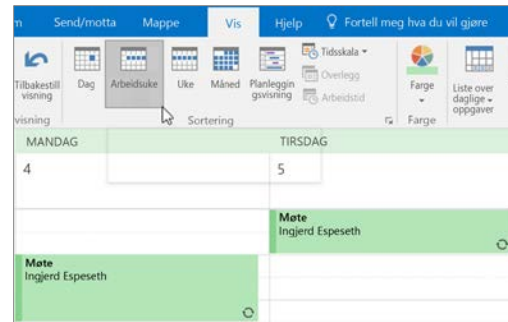 m Send/motta Mappe Vis Hjelp Fortell meg hva du vil gjøre
Tilbakestill
visning
Dag
Arbeidsuke
Uke
Måned
Planleggin
gsvisning
Tidsskala
Overlegg
Arbeidstid
Farge
Liste over
daglige
oppgaver
visning
Sortering
Farge
MANDAG TIRSDAG
4 5
Møte
Ingjerd Espeseth
Møte
Ingjerd Espeseth